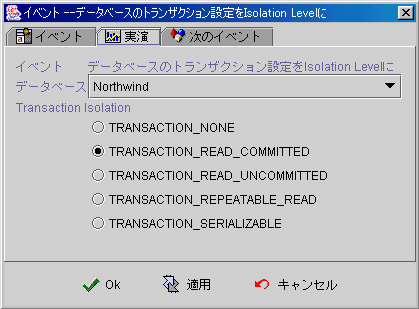 イベント --データベースのトランザクション設定をIsolation Levelに
イベント 実演 次のイベント
イベント データベースのトランザクション設定をIsolation Levelに
データベース Northwind
Transaction Isolation
TRANSACTION_NONE
TRANSACTION_READ_COMMITTED
TRANSACTION_READ_UNCOMMITTED
TRANSACTION_REPEATABLE_READ
TRANSACTION_SERIALIZABLE
Ok 適用 キャンセル